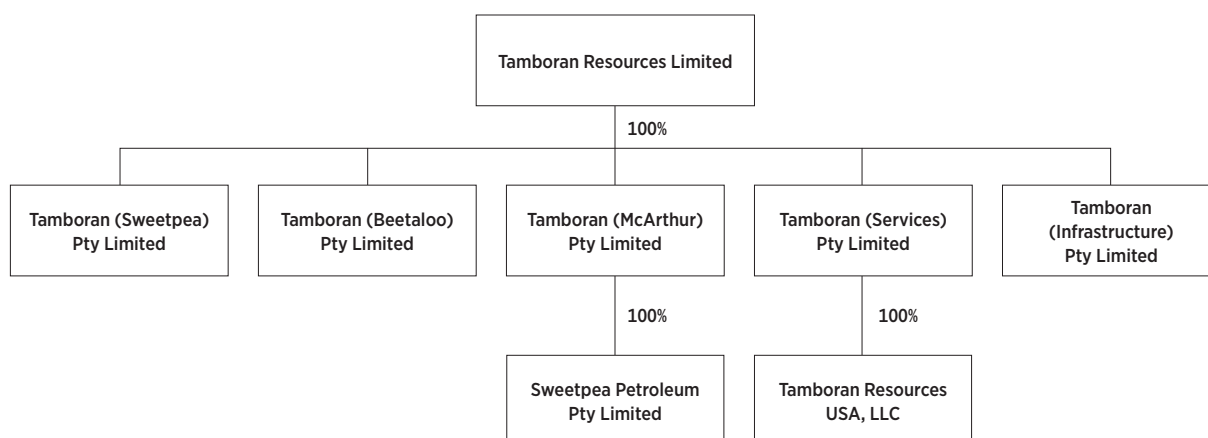 Tamboran Resources Limited
100%
Tamboran (Sweetpea)
Pty Limited
Tamboran (Beetaloo)
Pty Limited
Tamboran (McArthur)
Pty Limited
Tamboran (Services)
Pty Limited
Tamboran
(Infrastructure)
Pty Limited
100%
100%
Sweetpea Petroleum
Pty Limited
Tamboran Resources
USA, LLC